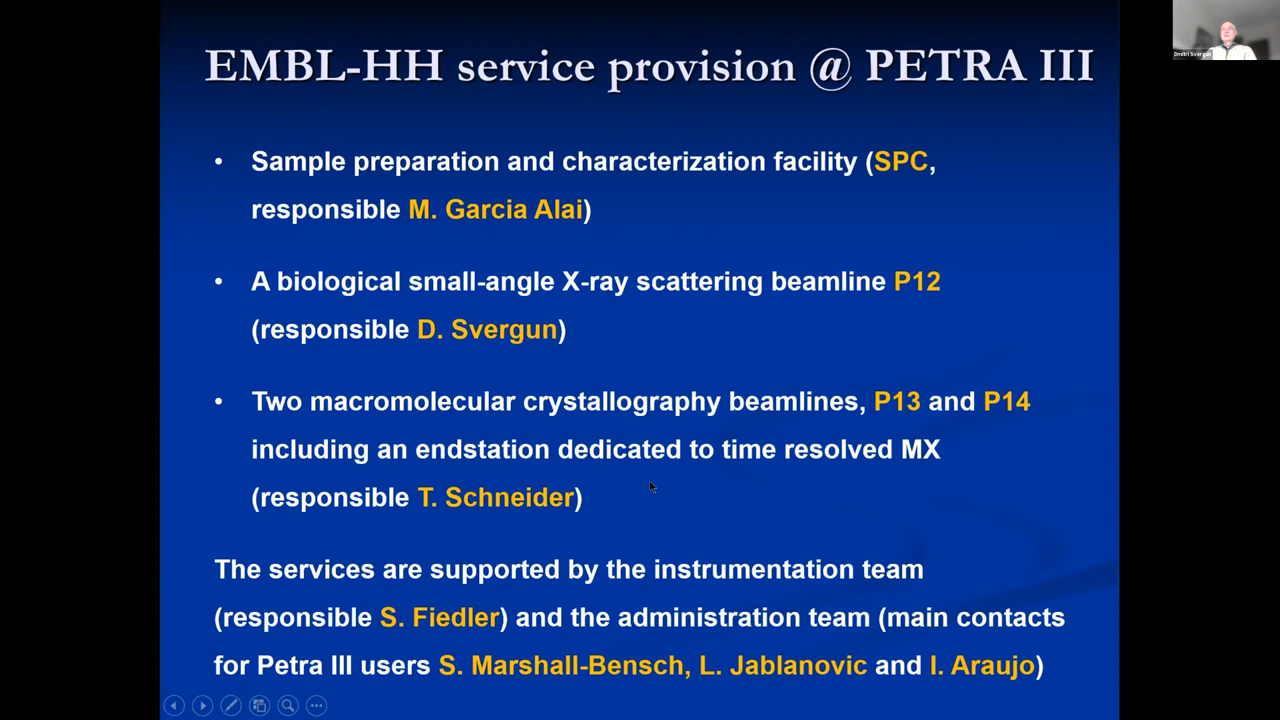 EMBL-HH service provision @ PETRA III
Dmitri Svergun
• Sample preparation and characterization facility (SPC,
responsible M. Garcia Alai)
• A biological small-angle X-ray scattering beamline P12
(responsible D. Svergun)
• Two macromolecular crystallography beamlines, P13 and P14
including an endstation dedicated to time resolved MX
(responsible T. Schneider)
The services are supported by the instrumentation team
(responsible S. Fiedler) and the administration team (main contacts
for Petra III users S. Marshall-Bensch, L. Jablanovic and I. Araujo)